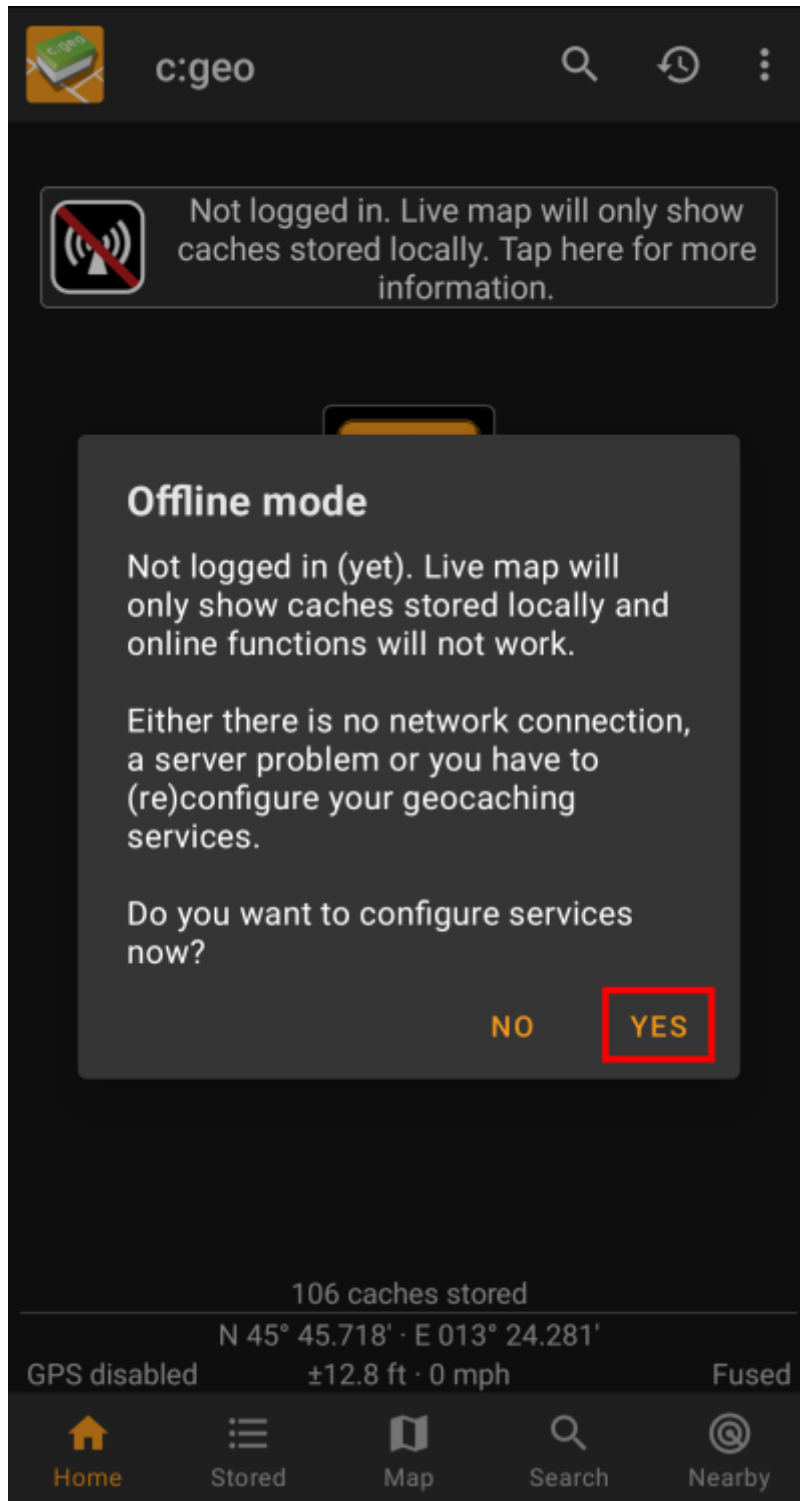 c:geo
c:geo
Not logged in. Live map will only show
caches stored locally. Tap here for more
information.
Offline mode
Not logged in (yet). Live map will
only show caches stored locally and
online functions will not work.
Either there is no network connection,
a server problem or you have to
(re)configure your geocaching
services.
Do you want to configure services
now?
NO YES
106 caches stored
N 45° 45.718' · E 013° 24.281'
GPS disabled ±12.8 ft · 0 mph Fused
Home Stored Map Search Nearby